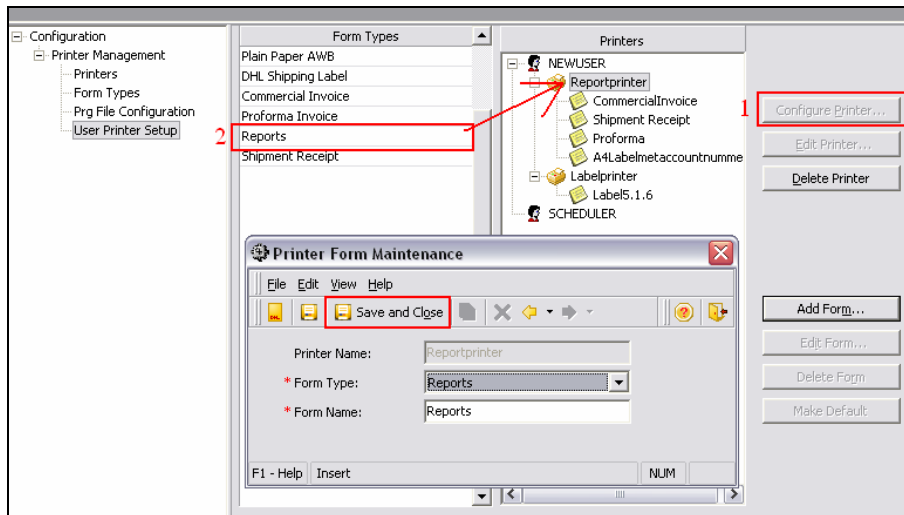 Configuration
Printer Management
Printers
Form Types
Prg File Configuration
User Printer Setup
Form Types
Plain Paper AWB
DHL Shipping Label
Commercial Invoice
Proforma Invoice
2
Reports
Shipment Receipt
Printers
NEWUSER
Reportprinter
CommercialInvoice
Shipment Receipt
Proforma
A4Labelmetaccountnumme
Labelprinter
Label5.1.6
SCHEDULER
1
Configure Printer...
Edit Printer...
Delete Printer
Add Form...
Edit Form...
Delete Form
Make Default
Printer Form Maintenance
File Edit View Help
Save and Close
Printer Name: Reportprinter
* Form Type: Reports
* Form Name: Reports
F1 - Help Insert NUM